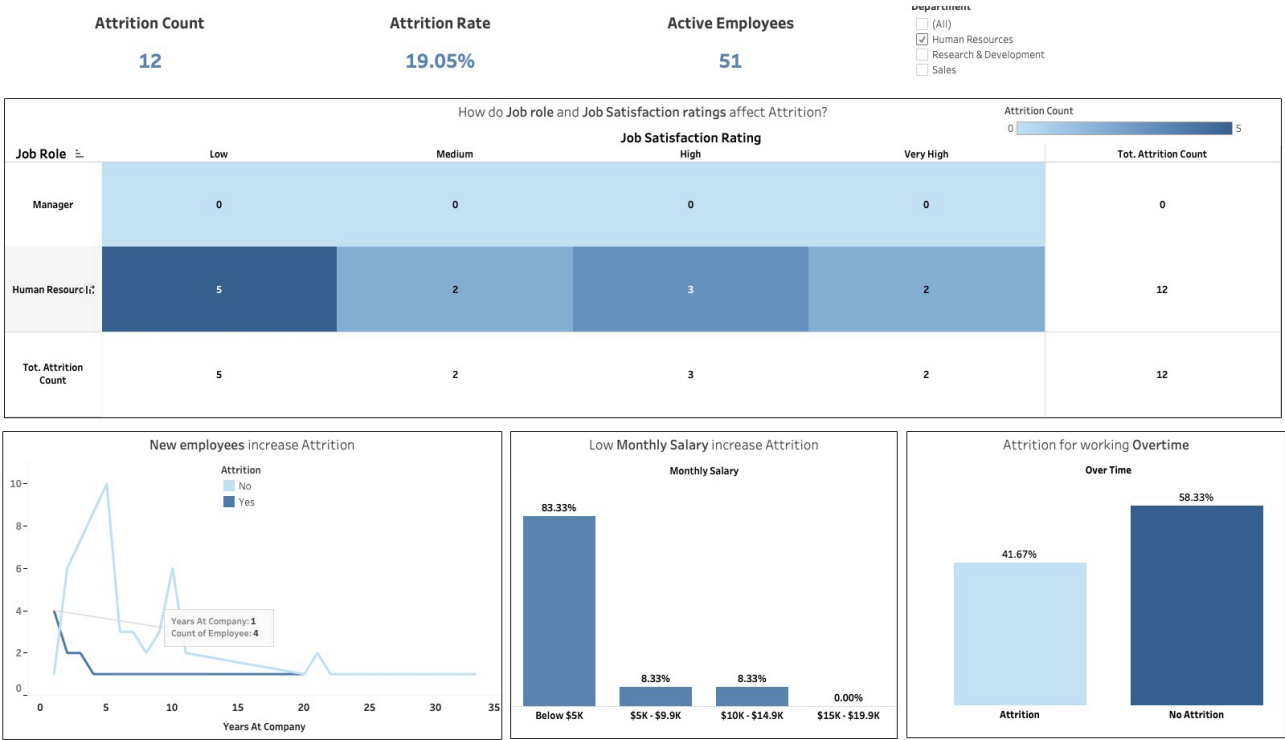 Attrition Count
Attrition Rate
Active Employees
Department
12
19.05%
51
(All)
Human Resources
Research & Development
Sales
How do Job role and Job Satisfaction ratings affect Attrition?
Attrition Count
0
5
Job Satisfaction Rating
Job Role
Low
Medium
High
Very High
Tot. Attrition Count
Manager
0
0
0
0
0
Human Resourc
5
2
3
2
12
Tot. Attrition
Count
5
2
3
2
12
New employees increase Attrition
Attrition
No
Yes
10
8
6
4
2
0
Years At Company: 1
Count of Employee: 4
0
5
10
15
20
25
30
35
Years At Company
Low Monthly Salary increase Attrition
Monthly Salary
83.33%
8.33%
8.33%
0.00%
Below $5K
$5K - $9.9K
$10K - $14.9K
$15K - $19.9K
Attrition for working Overtime
Over Time
41.67%
58.33%
Attrition
No Attrition